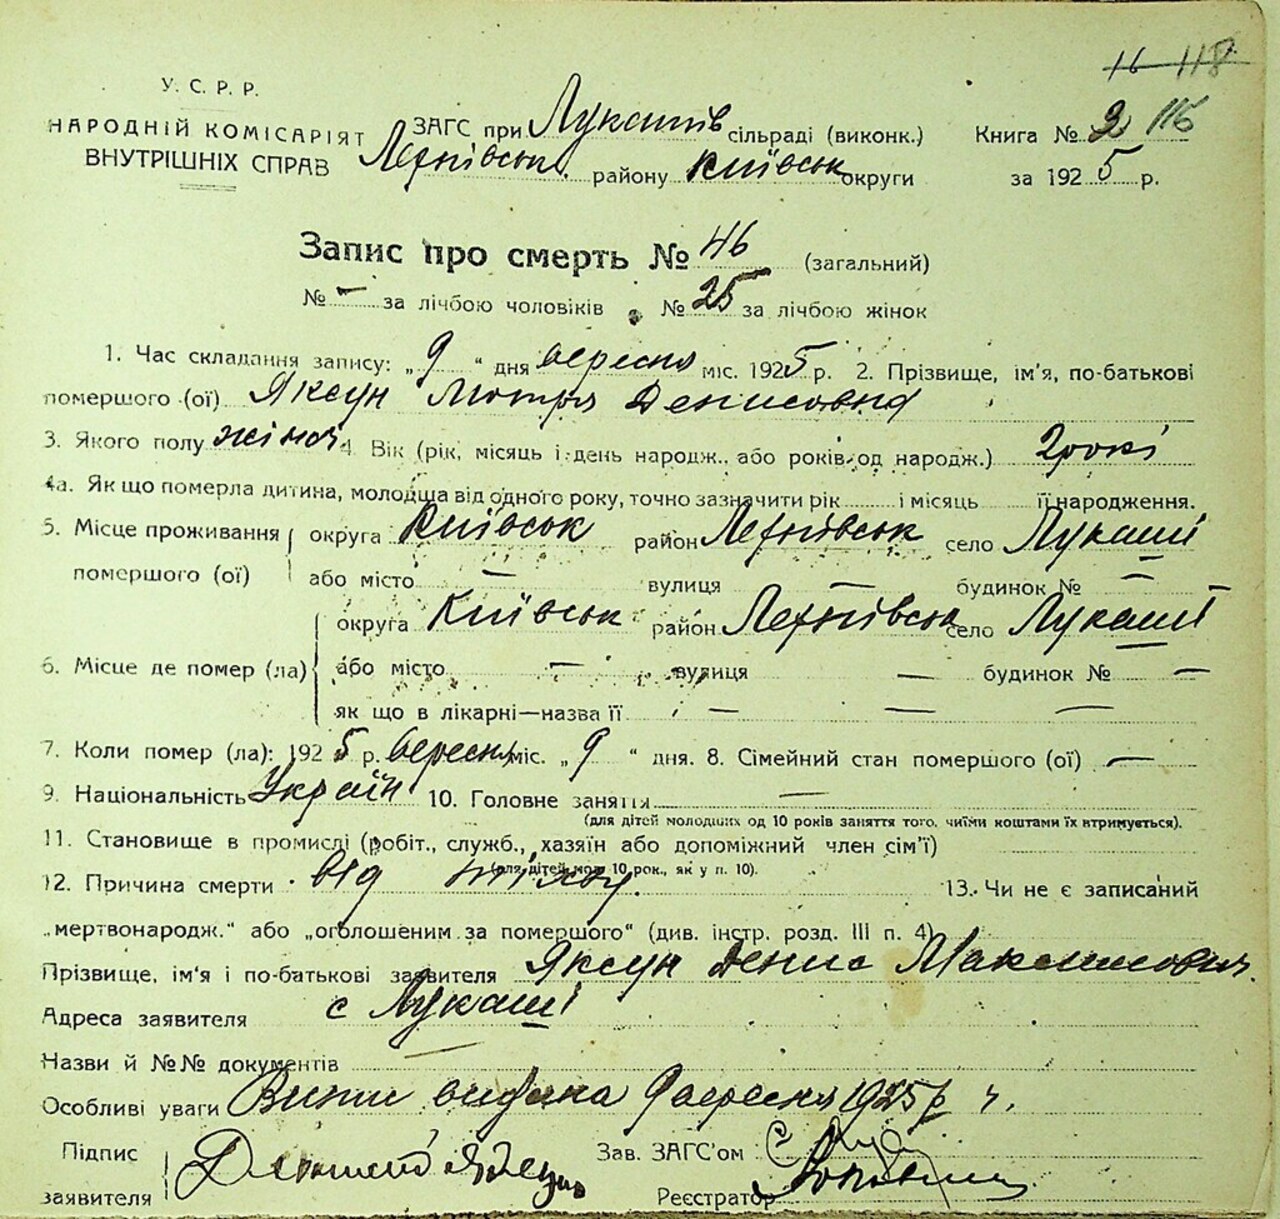 16 118
У. С. Р. Р.
НАРОДНІЙ КОМІСАРІЯТ
ВНУТРІШНІХ СПРАВ
ЗАГС при Лукашів сільраді (виконк.)
району Київськ округи
Книга № 2 116
за 1925 р.
Запис про смерть № 46 (загальний)
№ — за лічбою чоловіків № 25 за лічбою жінок
1. Час складання запису: „9“ дня вересня міс. 1925 р. 2. Прізвище, ім'я, по-батькові
помершого (ої) Яксун Мотря Денисовна
3. Якого полу жіноч. 4. Вік (рік, місяць і день народж., або років од народж.) 2 рокі
4а. Як що померла дитина, молодща від одного року, точно зазначити рік і місяць її народження.
5. Місце проживання помершого (ої)
округа Київськ район село Лукаші
або місто — вулиця — будинок № —
6. Місце де помер (ла)
округа Київськ район село Лукаші
або місто — вулиця — будинок № —
як що в лікарні—назва її — — —
7. Коли помер (ла): 1925 р. вересня міс. „9“ дня. 8. Сімейний стан помершого (ої) —
9. Національність Україн 10. Головне заняття —
(для дітей молодших од 10 років заняття того, чиїми коштами їх втримується).
11. Становище в промислі (робіт., служб., хазяїн або допоміжний член сім'ї)
(для дітей мол. 10 рок., як у п. 10).
12. Причина смерти від 13. Чи не є записаний
„мертвонародж.“ або „оголошеним за помершого“ (див. інстр. розд. III п. 4)
Прізвище, ім'я і по-батькові заявителя Яксун Денис Максимович
Адреса заявителя с Лукаші
Назви й №№ документів —
Особливі уваги видана 9 вересня 1925 р.
Підпис заявителя
Зав. ЗАГС'ом
Реєстратор